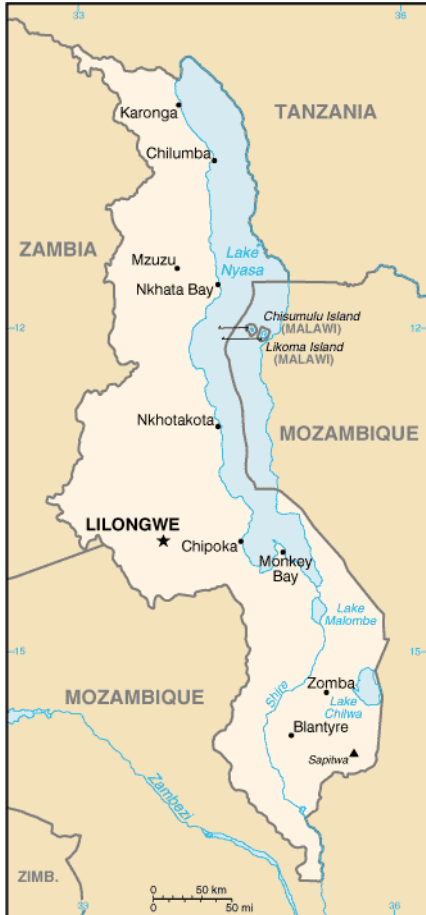 33
36
Karonga
TANZANIA
Chilumba
ZAMBIA
Lake
Nyasa
Mzuzu
Nkhata Bay
Chisumulu Island
(MALAWI)
12
12
Likoma Island
(MALAWI)
Nkhotakota
MOZAMBIQUE
LILONGWE
Chipoka
Monkey
Bay
Lake
Malombe
15
15
MOZAMBIQUE
Shire
Zomba
Lake
Chilwa
Blantyre
Sapitwa
Zambezi
ZIMB.
0 50 km
0 50 mi
33
36